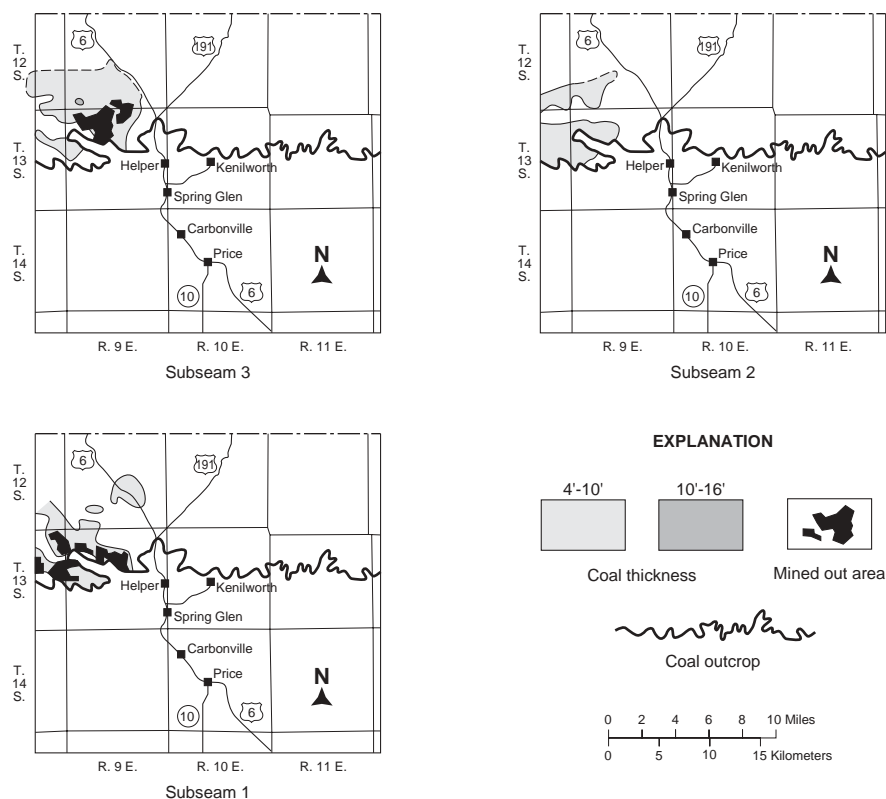 6
191
T.
12
S.
T.
13
S.
T.
14
S.
Helper
Kenilworth
Spring Glen
Carbonville
Price
N
10
6
R. 9 E.
R. 10 E.
R. 11 E.
Subseam 3
6
191
T.
12
S.
T.
13
S.
T.
14
S.
Helper
Kenilworth
Spring Glen
Carbonville
Price
N
10
6
R. 9 E.
R. 10 E.
R. 11 E.
Subseam 2
6
191
T.
12
S.
T.
13
S.
T.
14
S.
Helper
Kenilworth
Spring Glen
Carbonville
Price
N
10
6
R. 9 E.
R. 10 E.
R. 11 E.
Subseam 1
EXPLANATION
4'-10'
10'-16'
Coal thickness
Mined out area
Coal outcrop
0 2 4 6 8 10 Miles
0 5 10 15 Kilometers